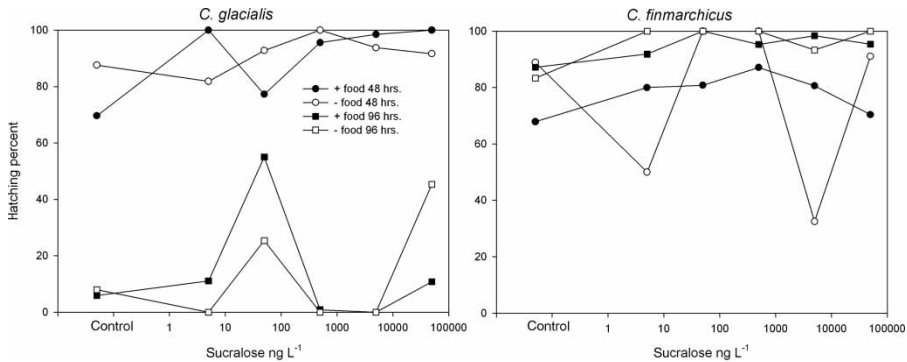 C. glacialis
C. finmarchicus
100
80
60
40
20
0
Hatching percent
+ food 48 hrs.
- food 48 hrs.
+ food 96 hrs.
- food 96 hrs.
Control 1 10 100 1000 10000 100000
Sucralose ng L⁻¹
100
80
60
40
20
0
Control 1 10 100 1000 10000 100000
Sucralose ng L⁻¹